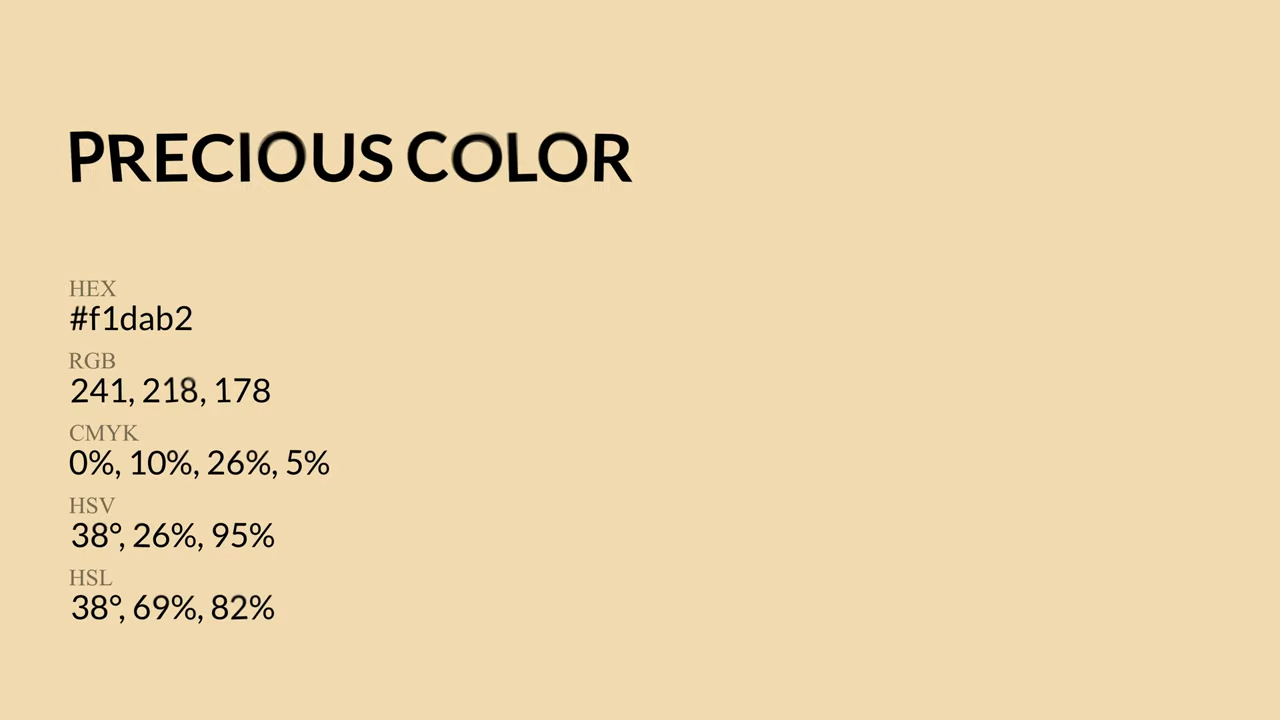 PRECIOUS COLOR
HEX
#f1dab2
RGB
241, 218, 178
CMYK
0%, 10%, 26%, 5%
HSV
38°, 26%, 95%
HSL
38°, 69%, 82%